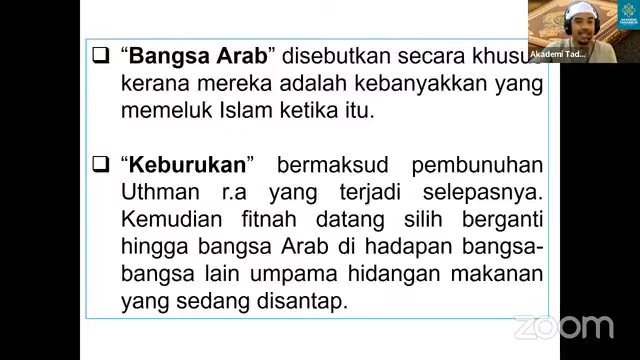 “Bangsa Arab” disebutkan secara khusus
kerana mereka adalah kebanyakkan yang
memeluk Islam ketika itu.
“Keburukan” bermaksud pembunuhan
Uthman r.a yang terjadi selepasnya.
Kemudian fitnah datang silih berganti
hingga bangsa Arab di hadapan bangsa-
bangsa lain umpama hidangan makanan
yang sedang disantap.
Akademi Tad...
zoom